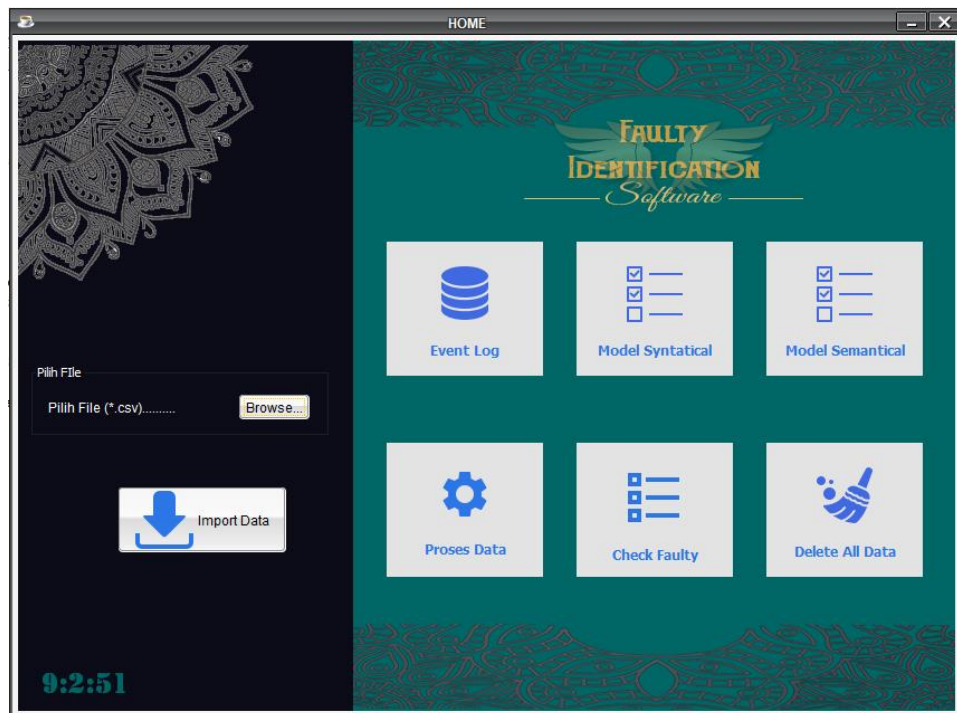 HOME
Pilih FIle
Pilih File (*.csv)..........
Browse...
Import Data
9:2:51
FAULTY
IDENTIFICATION
Software
Event Log
Model Syntatical
Model Semantical
Proses Data
Check Faulty
Delete All Data